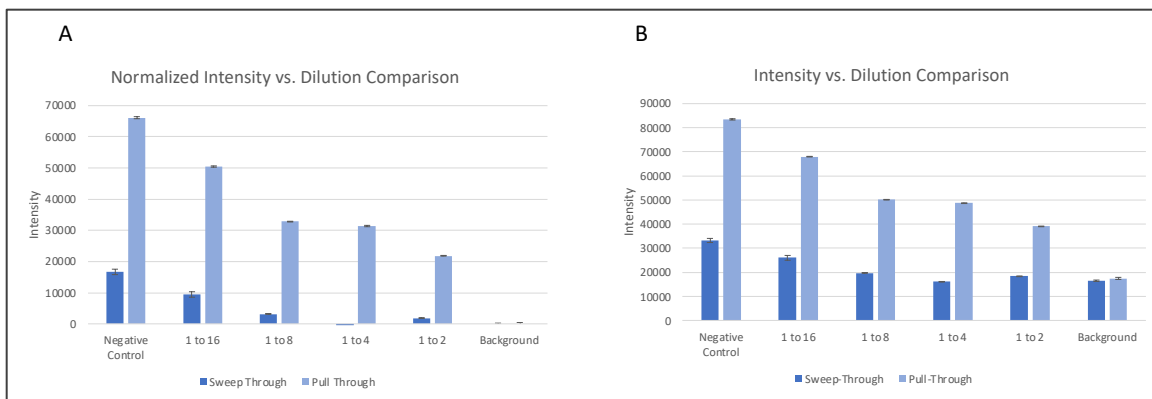 A
Normalized Intensity vs. Dilution Comparison
70000
60000
50000
40000
30000
20000
10000
0
Intensity
Negative
Control
1 to 16
1 to 8
1 to 4
1 to 2
Background
Sweep Through
Pull Through
B
Intensity vs. Dilution Comparison
90000
80000
70000
60000
50000
40000
30000
20000
10000
0
Intensity
Negative
Control
1 to 16
1 to 8
1 to 4
1 to 2
Background
Sweep-Through
Pull-Through